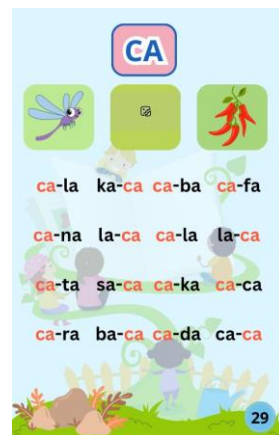 CA
ca-la ka-ca ca-ba ca-fa
ca-na la-ca ca-la la-ca
ca-ta sa-ca ca-ka ca-ca
ca-ra ba-ca ca-da ca-ca
29